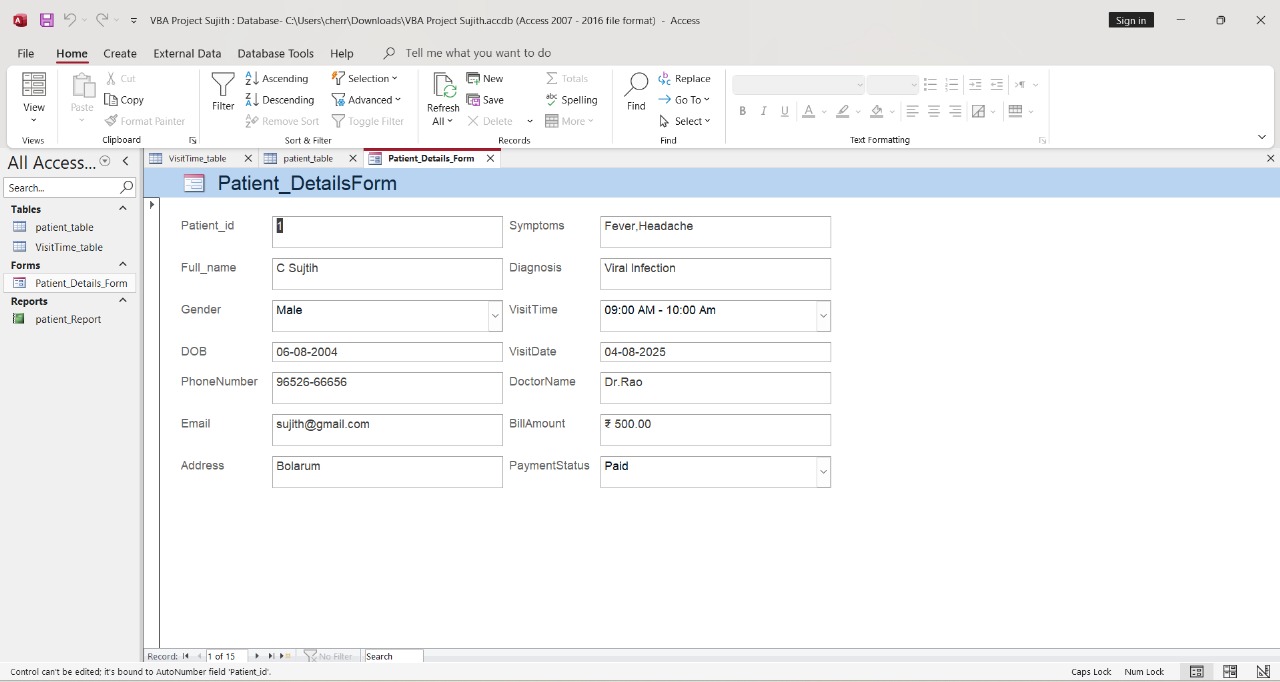 VBA Project Sujith : Database- C:\Users\cherr\Downloads\VBA Project Sujith.accdb (Access 2007 - 2016 file format) - Access
Sign in
File Home Create External Data Database Tools Help Tell me what you want to do
View
Views
Paste
Cut
Copy
Format Painter
Clipboard
Filter
Ascending
Descending
Remove Sort
Selection
Advanced
Toggle Filter
Sort & Filter
Refresh
All
New
Save
Delete
Totals
Spelling
More
Records
Find
Replace
Go To
Select
Find
B I U A
Text Formatting
All Access...
Search...
Tables
patient_table
VisitTime_table
Forms
Patient_Details_Form
Reports
patient_Report
VisitTime_table patient_table Patient_Details_Form
Patient_DetailsForm
Patient_id 1 Symptoms Fever,Headache
Full_name C Sujtih Diagnosis Viral Infection
Gender Male VisitTime 09:00 AM - 10:00 Am
DOB 06-08-2004 VisitDate 04-08-2025
PhoneNumber 96526-66656 DoctorName Dr.Rao
Email sujith@gmail.com BillAmount ₹ 500.00
Address Bolarum PaymentStatus Paid
Record: 1 of 15 No Filter Search
Control can't be edited; it's bound to AutoNumber field 'Patient_id'.
Caps Lock Num Lock